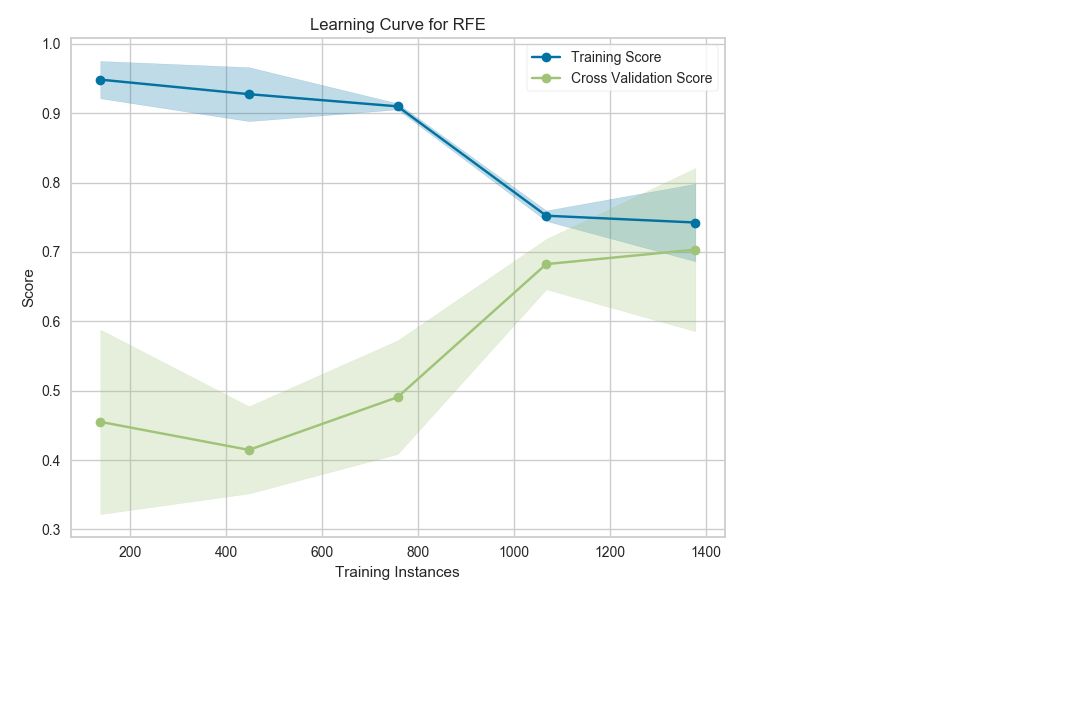 Learning Curve for RFE
Training Score
Cross Validation Score
1.0
0.9
0.8
0.7
0.6
0.5
0.4
0.3
Score
200 400 600 800 1000 1200 1400
Training Instances